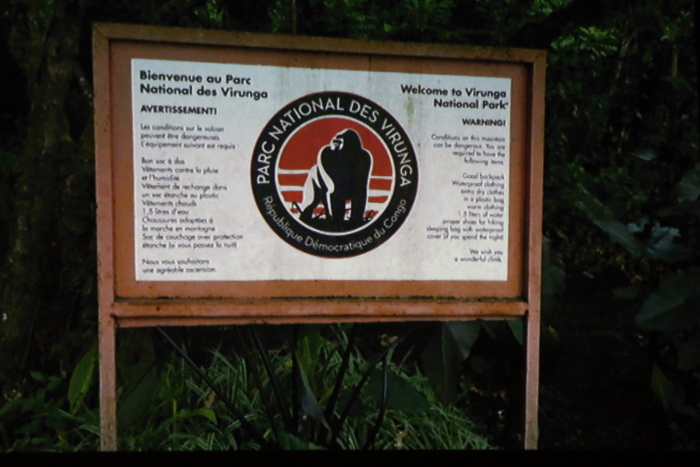 Bienvenue au Parc
National des Virunga
AVERTISSEMENT!
Les conditions sur le volcan
peuvent être dangereuses.
L'équipement suivant est requis :
Bon sac à dos
Vêtements contre la pluie
et l'humidité
Vêtement de rechange dans
un sac étanche au plastic
Vêtements chauds
1,5 litres d'eau
Chaussures adaptées à
la marche en montagne
Sac de couchage avec protection
étanche (si vous passez la nuit)
Nous vous souhaitons
une agréable ascension.
PARC NATIONAL DES VIRUNGA
République Démocratique du Congo
Welcome to Virunga
National Park
WARNING!
Conditions on this mountain
can be dangerous. You are
required to have the
following items:
Good backpack
Waterproof clothing
extra dry clothes
in a plastic bag
warm clothing
1.5 liters of water
proper shoes for hiking
sleeping bag with waterproof
cover (if you spend the night)
We wish you
a wonderful climb.